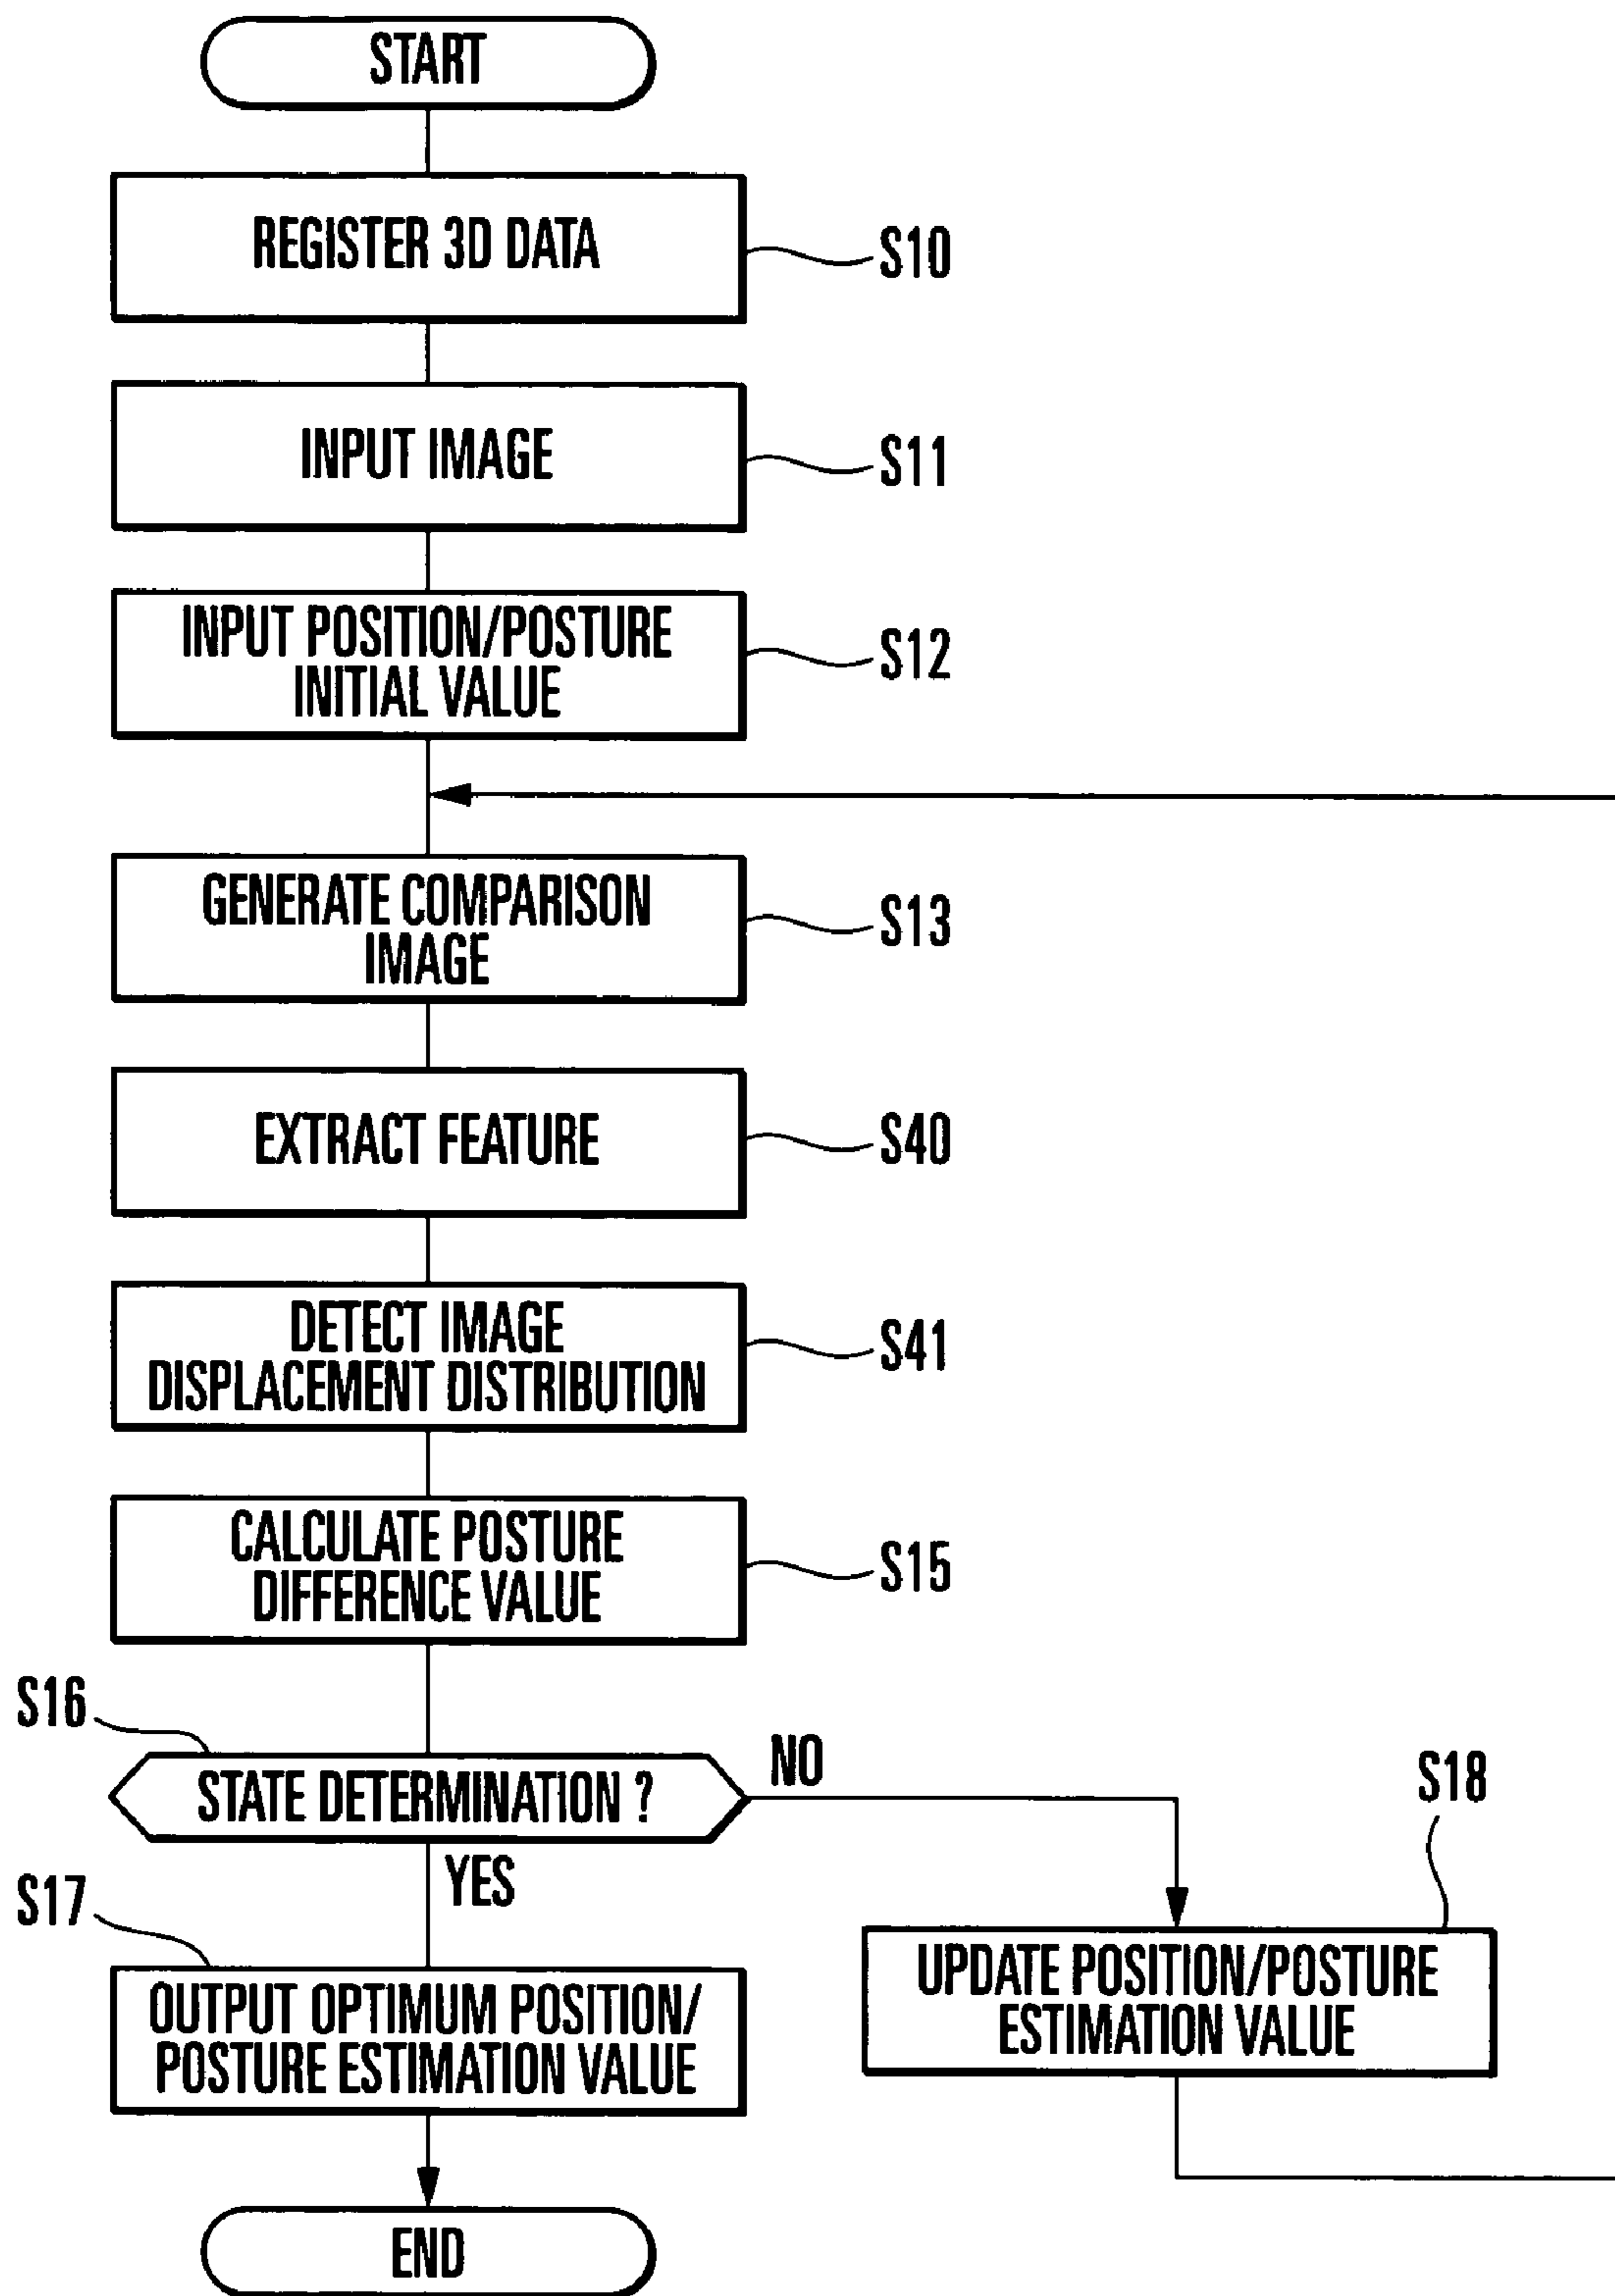 START
REGISTER 3D DATA
S10
INPUT IMAGE
S11
INPUT POSITION/POSTURE
INITIAL VALUE
S12
GENERATE COMPARISON
IMAGE
S13
EXTRACT FEATURE
S40
DETECT IMAGE
DISPLACEMENT DISTRIBUTION
S41
CALCULATE POSTURE
DIFFERENCE VALUE
S15
S16
STATE DETERMINATION ?
NO
YES
S18
UPDATE POSITION/POSTURE
ESTIMATION VALUE
S17
OUTPUT OPTIMUM POSITION/
POSTURE ESTIMATION VALUE
END